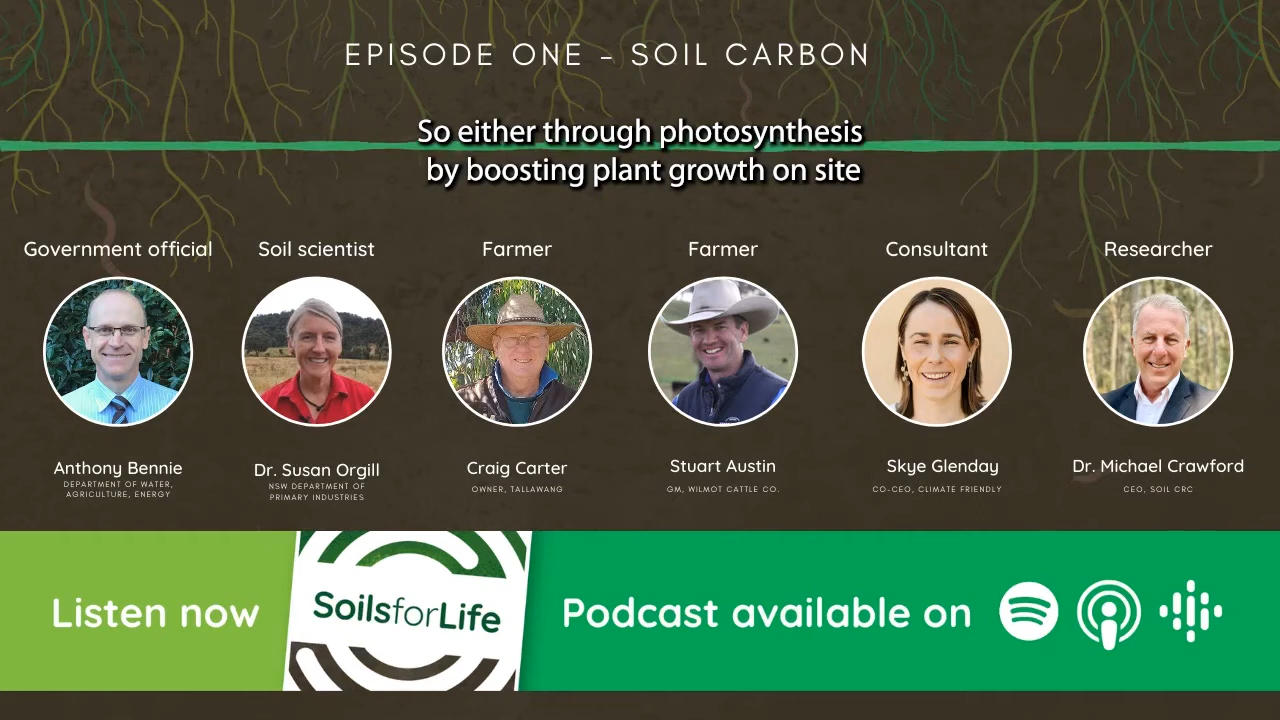 EPISODE ONE – SOIL CARBON
So either through photosynthesis
by boosting plant growth on site
Government official
Soil scientist
Farmer
Farmer
Consultant
Researcher
Anthony Bennie
DEPARTMENT OF WATER,
AGRICULTURE, ENERGY
Dr. Susan Orgill
NSW DEPARTMENT OF
PRIMARY INDUSTRIES
Craig Carter
OWNER, TALLAWANG
Stuart Austin
GM, WILMOT CATTLE CO.
Skye Glenday
CO-CEO, CLIMATE FRIENDLY
Dr. Michael Crawford
CEO, SOIL CRC
Listen now
SoilsforLife
Podcast available on